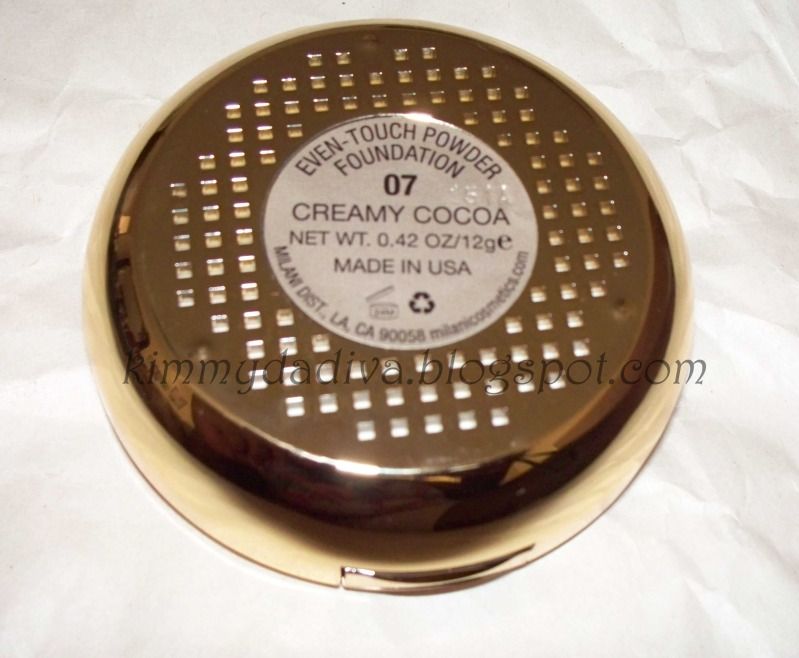 EVEN-TOUCH POWDER
FOUNDATION
07
CREAMY COCOA
NET WT. 0.42 OZ/12g℮
MADE IN USA
24M
MILANI DIST., LA, CA 90058 milanicosmetics.com
kimmydadiva.blogspot.com